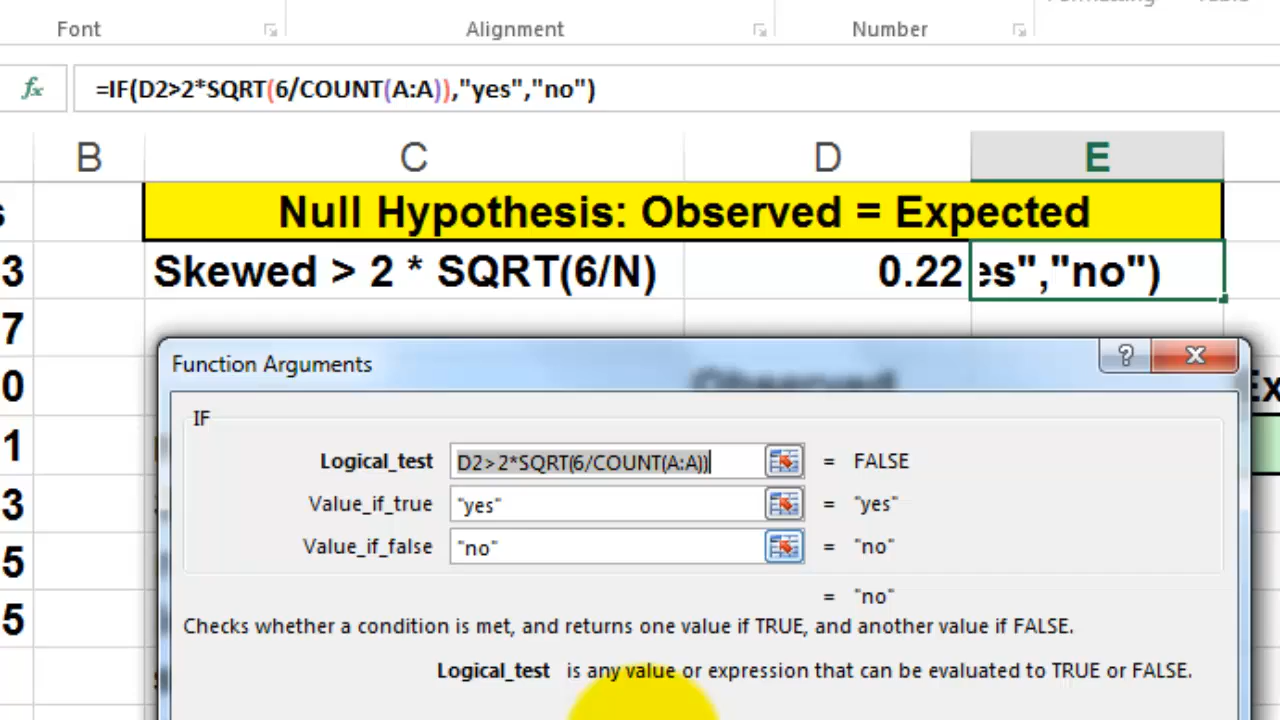 Font
Alignment
Number
fx
=IF(D2>2*SQRT(6/COUNT(A:A)),"yes","no")
B
C
D
E
s
Null Hypothesis: Observed = Expected
3
Skewed > 2 * SQRT(6/N)
0.22
es","no")
7
Function Arguments
?
0
Observed
Ex
IF
1
Logical_test
D2>2*SQRT(6/COUNT(A:A))
= FALSE
3
Value_if_true
"yes"
= "yes"
Value_if_false
"no"
= "no"
5
= "no"
5
Checks whether a condition is met, and returns one value if TRUE, and another value if FALSE.
Logical_test is any value or expression that can be evaluated to TRUE or FALSE.